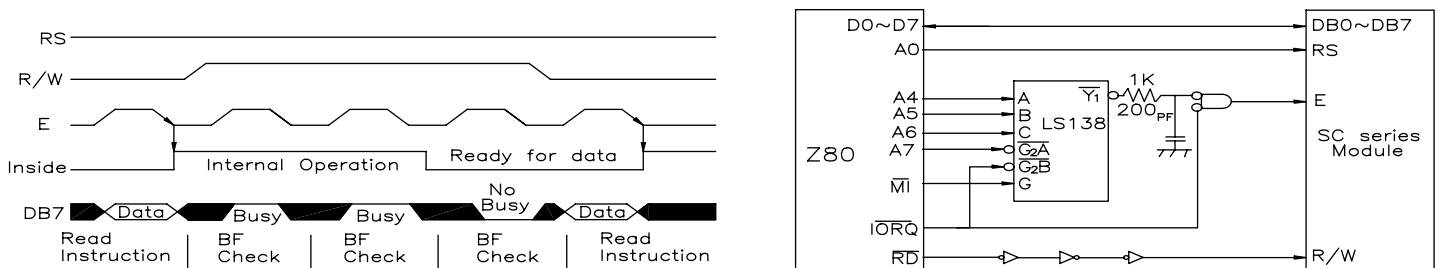 RS
R/W
E
Inside
Internal Operation
Ready for data
DB7
Data
Busy
Busy
No
Busy
Data
Read
Instruction
BF
Check
BF
Check
BF
Check
Read
Instruction
Z80
D0~D7
A0
A4
A5
A6
A7
MI
IORQ
RD
A
B
C
G2A
G2B
G
Y1
LS138
1K
200PF
DB0~DB7
RS
E
SC series
Module
R/W